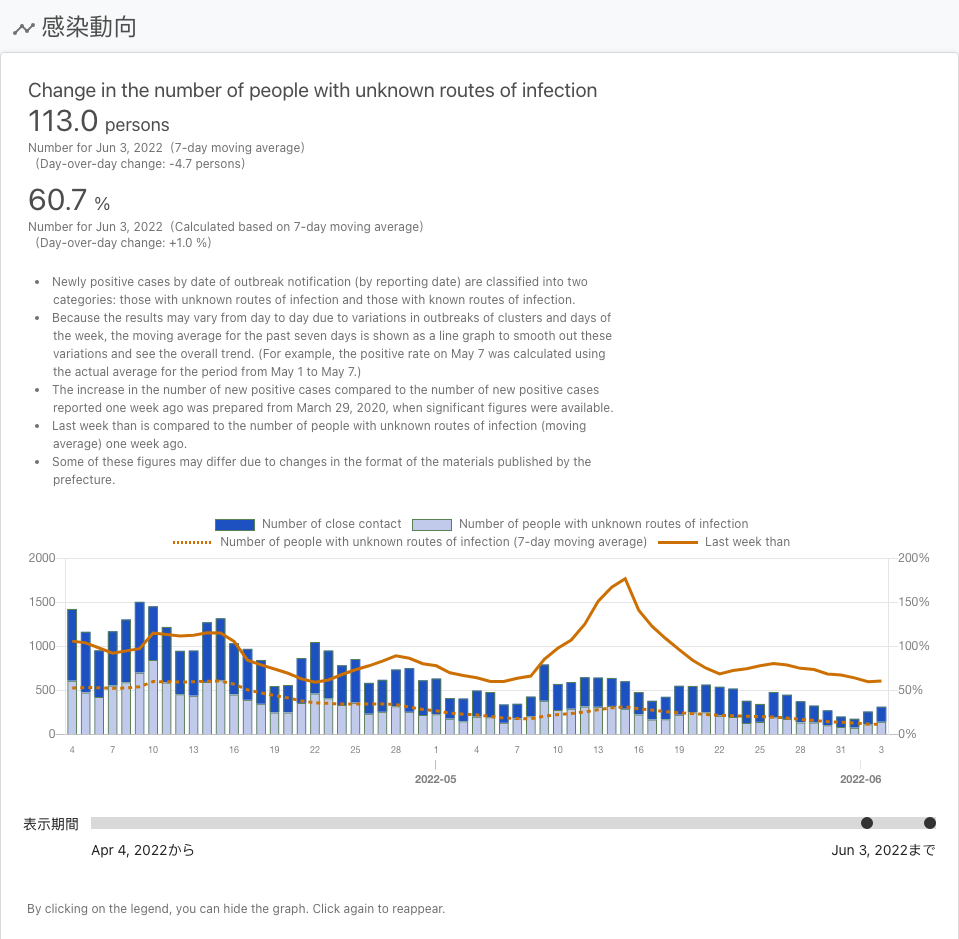 感染動向
Change in the number of people with unknown routes of infection
113.0 persons
Number for Jun 3, 2022 (7-day moving average)
(Day-over-day change: -4.7 persons)
60.7 %
Number for Jun 3, 2022 (Calculated based on 7-day moving average)
(Day-over-day change: +1.0 %)
• Newly positive cases by date of outbreak notification (by reporting date) are classified into two
categories: those with unknown routes of infection and those with known routes of infection.
• Because the results may vary from day to day due to variations in outbreaks of clusters and days of
the week, the moving average for the past seven days is shown as a line graph to smooth out these
variations and see the overall trend. (For example, the positive rate on May 7 was calculated using
the actual average for the period from May 1 to May 7.)
• The increase in the number of new positive cases compared to the number of new positive cases
reported one week ago was prepared from March 29, 2020, when significant figures were available.
• Last week than is compared to the number of people with unknown routes of infection (moving
average) one week ago.
• Some of these figures may differ due to changes in the format of the materials published by the
prefecture.
Number of close contact Number of people with unknown routes of infection
Number of people with unknown routes of infection (7-day moving average) Last week than
2000 200%
1500 150%
1000 100%
500 50%
0 0%
4 7 10 13 16 19 22 25 28 1 4 7 10 13 16 19 22 25 28 31 3
2022-05 2022-06
表示期間
Apr 4, 2022から Jun 3, 2022まで
By clicking on the legend, you can hide the graph. Click again to reappear.